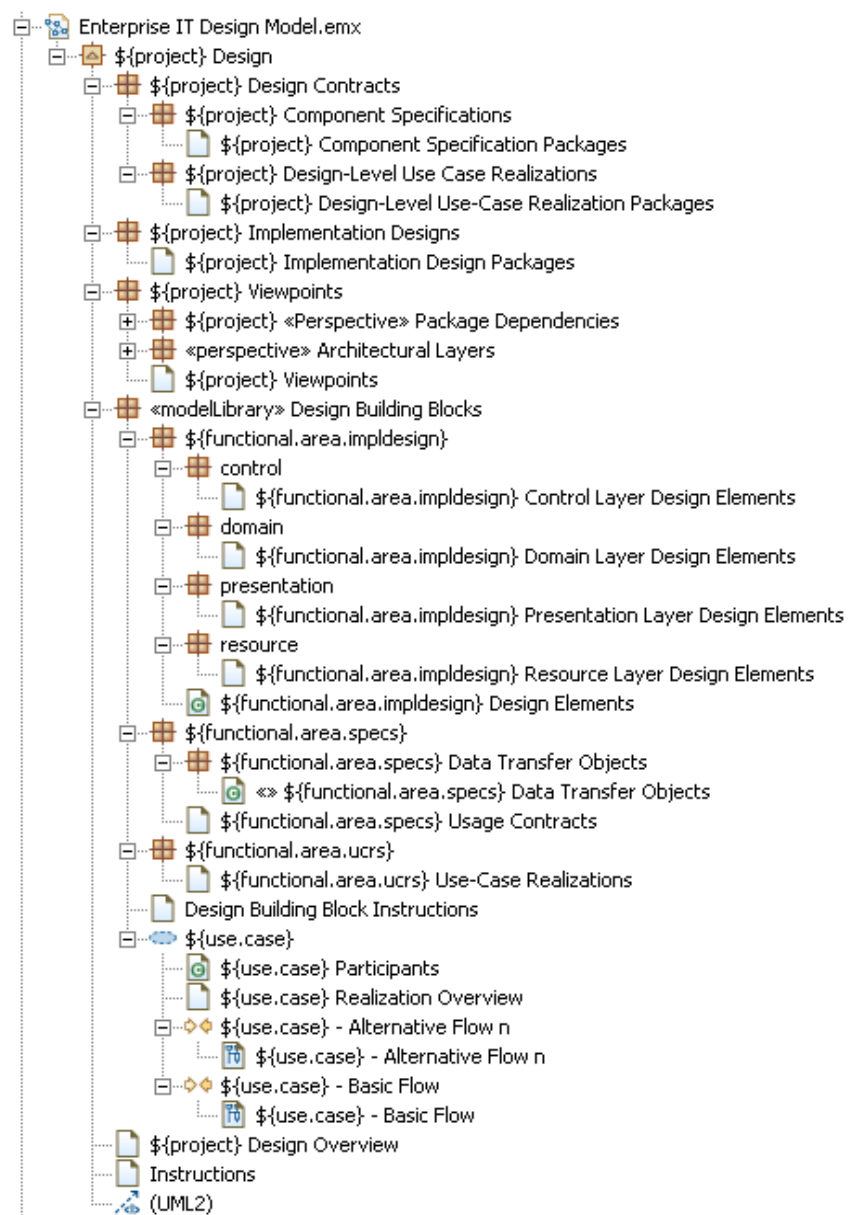 Enterprise IT Design Model.emx
${project} Design
${project} Design Contracts
${project} Component Specifications
${project} Component Specification Packages
${project} Design-Level Use Case Realizations
${project} Design-Level Use-Case Realization Packages
${project} Implementation Designs
${project} Implementation Design Packages
${project} Viewpoints
${project} «Perspective» Package Dependencies
«perspective» Architectural Layers
${project} Viewpoints
«modelLibrary» Design Building Blocks
${functional.area.impldesign}
control
${functional.area.impldesign} Control Layer Design Elements
domain
${functional.area.impldesign} Domain Layer Design Elements
presentation
${functional.area.impldesign} Presentation Layer Design Elements
resource
${functional.area.impldesign} Resource Layer Design Elements
${functional.area.impldesign} Design Elements
${functional.area.specs}
${functional.area.specs} Data Transfer Objects
«» ${functional.area.specs} Data Transfer Objects
${functional.area.specs} Usage Contracts
${functional.area.ucrs}
${functional.area.ucrs} Use-Case Realizations
Design Building Block Instructions
${use.case}
${use.case} Participants
${use.case} Realization Overview
${use.case} - Alternative Flow n
${use.case} - Alternative Flow n
${use.case} - Basic Flow
${use.case} - Basic Flow
${project} Design Overview
Instructions
(UML2)